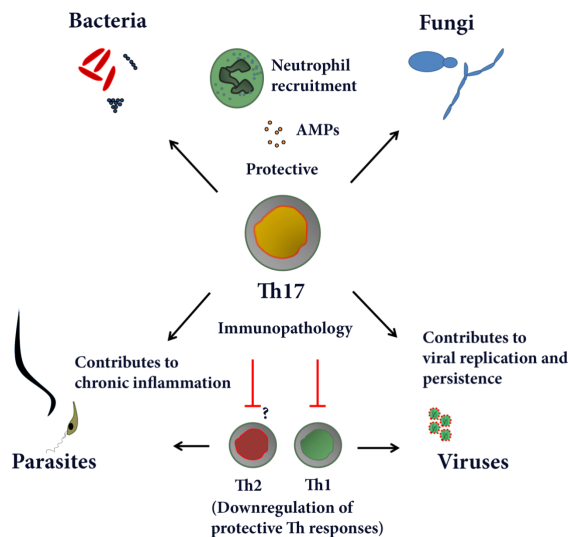 Bacteria
Fungi
Neutrophil
recruitment
AMPs
Protective
Th17
Immunopathology
Contributes to
chronic inflammation
Contributes to
viral replication and
persistence
?
Parasites
Viruses
Th2
Th1
(Downregulation of
protective Th responses)